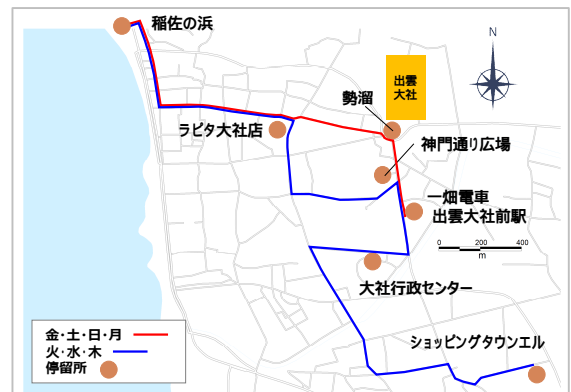 稲佐の浜
N
出雲
大社
勢溜
ラピタ大社店
神門通り広場
一畑電車
出雲大社前駅
0 200 400
m
大社行政センター
ショッピングタウンエル
金・土・日・月
火・水・木
停留所